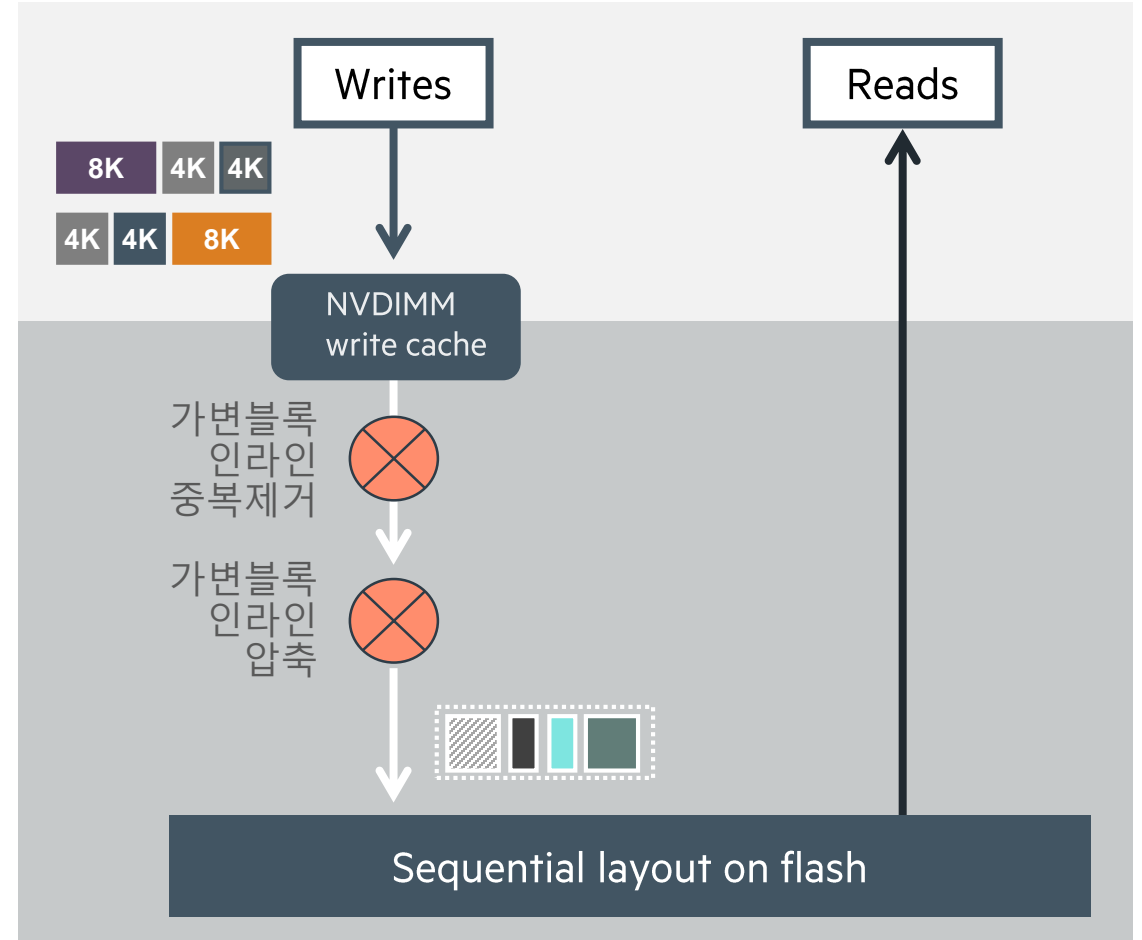 Writes
Reads
8K 4K 4K
4K 4K 8K
NVDIMM
write cache
가변블록
인라인
중복제거
가변블록
인라인
압축
Sequential layout on flash